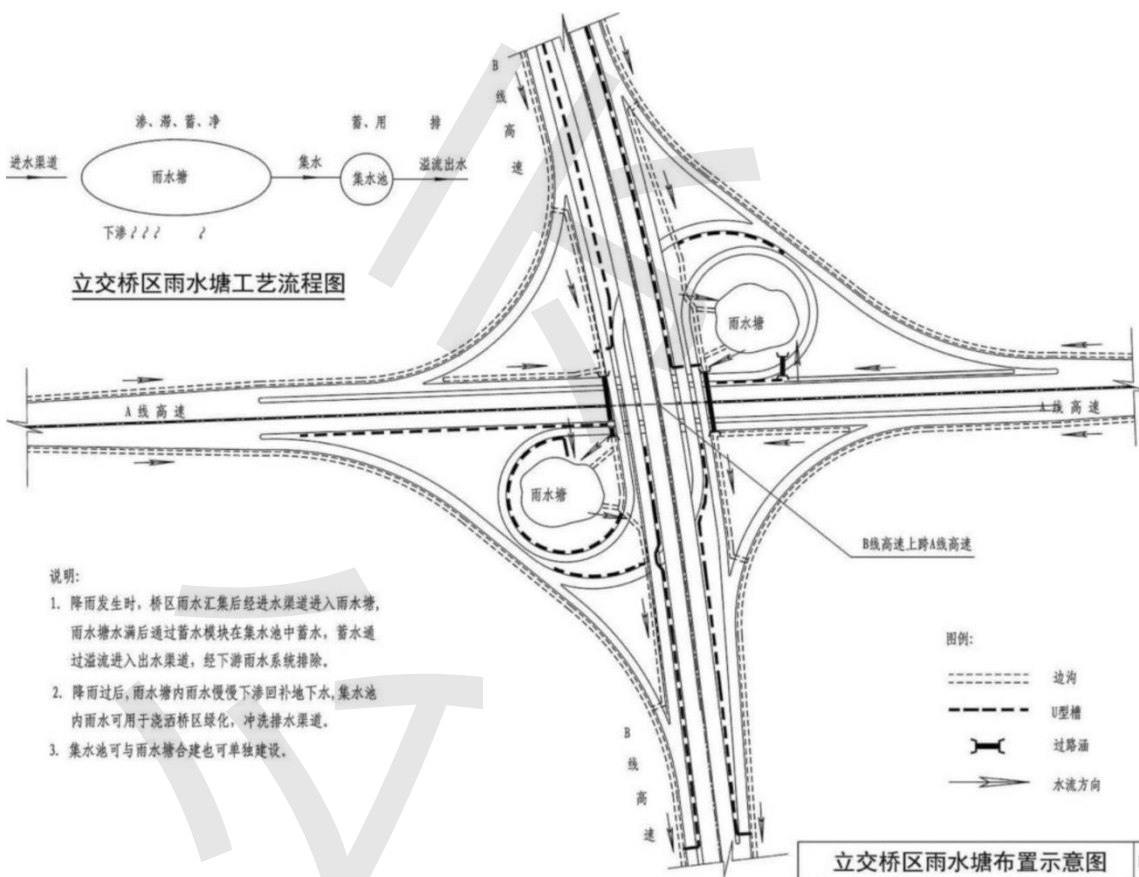 渗、滞、蓄、净
蓄、用
排
进水渠道
雨水塘
集水
集水池
溢流出水
下渗
立交桥区雨水塘工艺流程图
B
线
高
速
雨水塘
A线高速
A线高速
雨水塘
B线高速上跨A线高速
说明:
1. 降雨发生时，桥区雨水汇集后经进水渠道进入雨水塘，
雨水塘水满后通过蓄水模块在集水池中蓄水，蓄水通
过溢流进入出水渠道，经下游雨水系统排除。
2. 降雨过后，雨水塘内雨水慢慢下渗回补地下水，集水池
内雨水可用于浇洒桥区绿化，冲洗排水渠道。
3. 集水池可与雨水塘合建也可单独建设。
B
线
高
速
图例:
边沟
U型槽
过路涵
水流方向
立交桥区雨水塘布置示意图